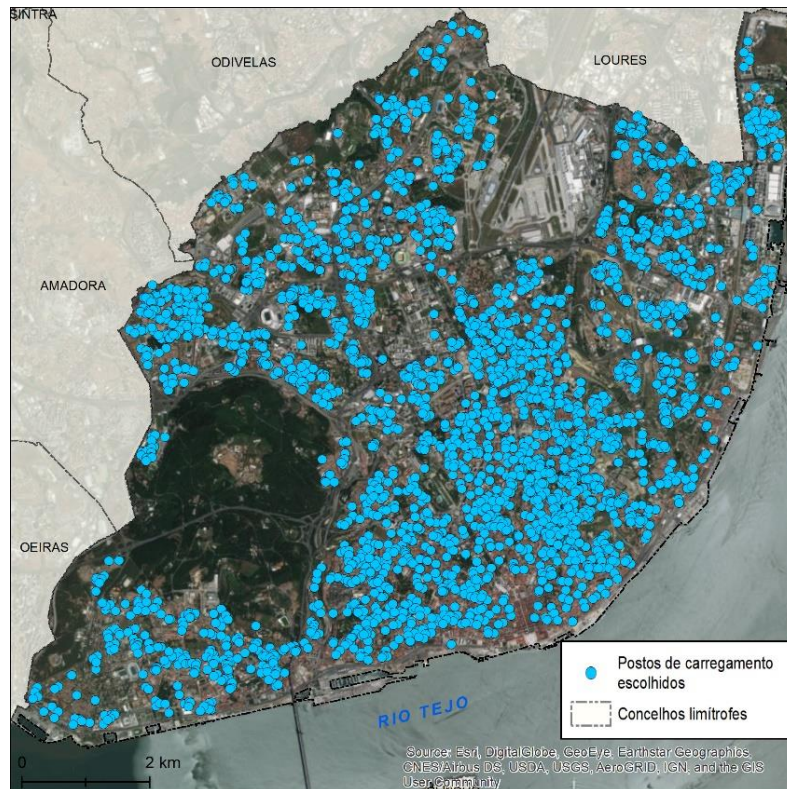 SINTRA
ODIVELAS
LOURES
AMADORA
OEIRAS
RIO TEJO
Postos de carregamento
escolhidos
Concelhos limítrofes
0 2 km
Source: Esri, DigitalGlobe, GeoEye, Earthstar Geographics,
CNES/Airbus DS, USDA, USGS, AeroGRID, IGN, and the GIS
User Community